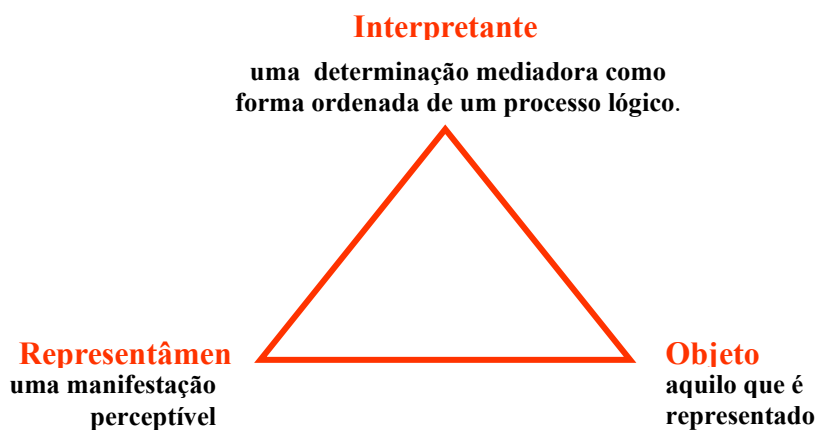 Interpretante
uma determinação mediadora como
forma ordenada de um processo lógico.
Representâmen
uma manifestação
perceptível
Objeto
aquilo que é
representado